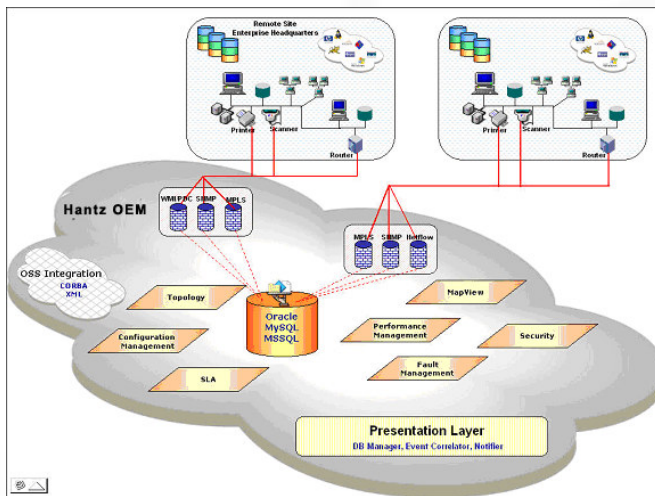 Remote Site
Enterprise Headquarters
Printer
Scanner
Router
Printer
Scanner
Router
Hantz OEM
WMI/PDC
SNMP
MPLS
MPLS
SNMP
Netflow
OSS Integration
CORBA
XML
Topology
Oracle
MySQL
MSSQL
MapView
Configuration
Management
Performance
Management
Security
SLA
Fault
Management
Presentation Layer
DB Manager, Event Correlator, Notifier